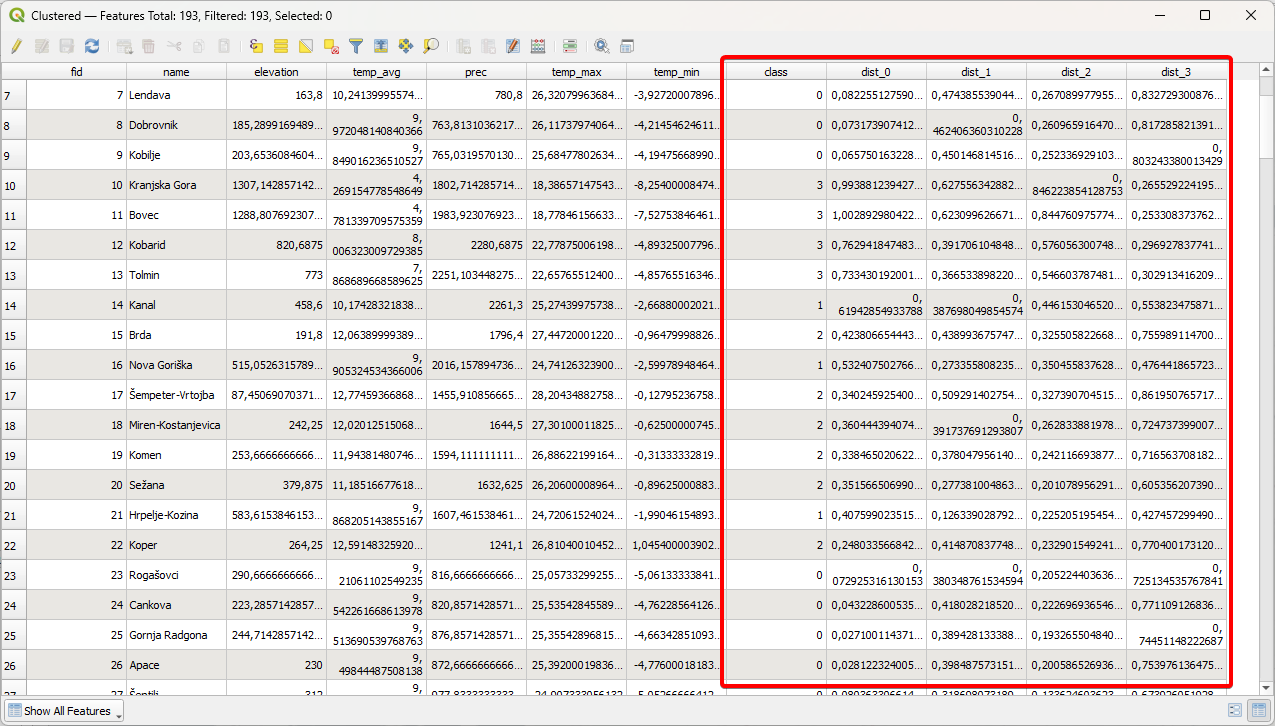 Clustered — Features Total: 193, Filtered: 193, Selected: 0
fid name elevation temp_avg prec temp_max temp_min class dist_0 dist_1 dist_2 dist_3
7 7 Lendava 163,8 10,24139995574... 780,8 26,32079963684... -3,92720007896... 0 0,082255127590... 0,474385539044... 0,267089977955... 0,832729300876...
8 8 Dobrovnik 185,2899169489... 9,972048140840366 763,8131036217... 26,11737974064... -4,21454624611... 0 0,073173907412... 0,462406360310228 0,260965916470... 0,817285821391...
9 9 Kobilje 203,6536084604... 9,849016236510527 765,0319570130... 25,68477802634... -4,19475668990... 0 0,065750163228... 0,450146814516... 0,252336929103... 0,803243380013429
10 10 Kranjska Gora 1307,142857142... 4,269154778548649 1802,714285714... 18,38657147543... -8,25400008474... 3 0,993881239427... 0,627556342882... 0,846223854128753 0,265529224195...
11 11 Bovec 1288,807692307... 4,781339709575359 1983,923076923... 18,77846156633... -7,52753846461... 3 1,002892980422... 0,623099626671... 0,844760975774... 0,253308373762...
12 12 Kobarid 820,6875 8,006323009729385 2280,6875 22,77875006198... -4,89325007796... 3 0,762941847483... 0,391706104848... 0,576056300748... 0,296927837741...
13 13 Tolmin 773 7,868689668589625 2251,103448275... 22,65765512400... -4,85765516346... 3 0,733430192001... 0,366533898220... 0,546603787481... 0,302913416209...
14 14 Kanal 458,6 10,17428321838... 2261,3 25,27439975738... -2,66880002021... 1 0,61942854933788 0,387698049854574 0,446153046520... 0,553823475871...
15 15 Brda 191,8 12,06389999389... 1796,4 27,44720001220... -0,96479998826... 2 0,423806654443... 0,438993675747... 0,325505822668... 0,755989114700...
16 16 Nova Goriška 515,0526315789... 9,905324534366006 2016,157894736... 24,74126323900... -2,59978948464... 1 0,532407502766... 0,273355808235... 0,350455837628... 0,476441865723...
17 17 Šempeter-Vrtojba 87,45069070371... 12,77459366868... 1455,910856665... 28,20434882758... -0,12795236758... 2 0,340245925400... 0,509291402754... 0,327390704515... 0,861950765717...
18 18 Miren-Kostanjevica 242,25 12,02012515068... 1644,5 27,30100011825... -0,62500000745... 2 0,360444394074... 0,391737691293807 0,262833881978... 0,724737399007...
19 19 Komen 253,6666666666... 11,94381480746... 1594,111111111... 26,88622199164... -0,31333332819... 2 0,338465020622... 0,378047956140... 0,242116693877... 0,716563708182...
20 20 Sežana 379,875 11,18516677618... 1632,625 26,20600008964... -0,89625000883... 2 0,351566506990... 0,277381004863... 0,201078956291... 0,605356207390...
21 21 Hrpelje-Kozina 583,6153846153... 9,868205143855167 1607,461538461... 24,72061524024... -1,99046154893... 1 0,407599023515... 0,126339028792... 0,225205195454... 0,427457299490...
22 22 Koper 264,25 12,59148325920... 1241,1 26,81040010452... 1,045400003902... 2 0,248033566842... 0,414870837748... 0,232901549241... 0,770400173120...
23 23 Rogašovci 290,6666666666... 9,21061102549235 816,6666666666... 25,05733299255... -5,06133333841... 0 0,072925316130153 0,380348761534594 0,205224403636... 0,725134535767841
24 24 Cankova 223,2857142857... 9,542261668613978 820,8571428571... 25,53542845589... -4,76228564126... 0 0,043228600535... 0,418028218520... 0,222696936546... 0,771109126836...
25 25 Gornja Radgona 244,7142857142... 9,513690539768763 876,8571428571... 25,35542896815... -4,66342851093... 0 0,027100114371... 0,389428133388... 0,193265504840... 0,74451148222687
26 26 Apace 230 9,49844487508138 872,6666666666... 25,39200019836... -4,77600018183... 0 0,028122324005... 0,398487573151... 0,200586526936... 0,753976136475...
Show All Features